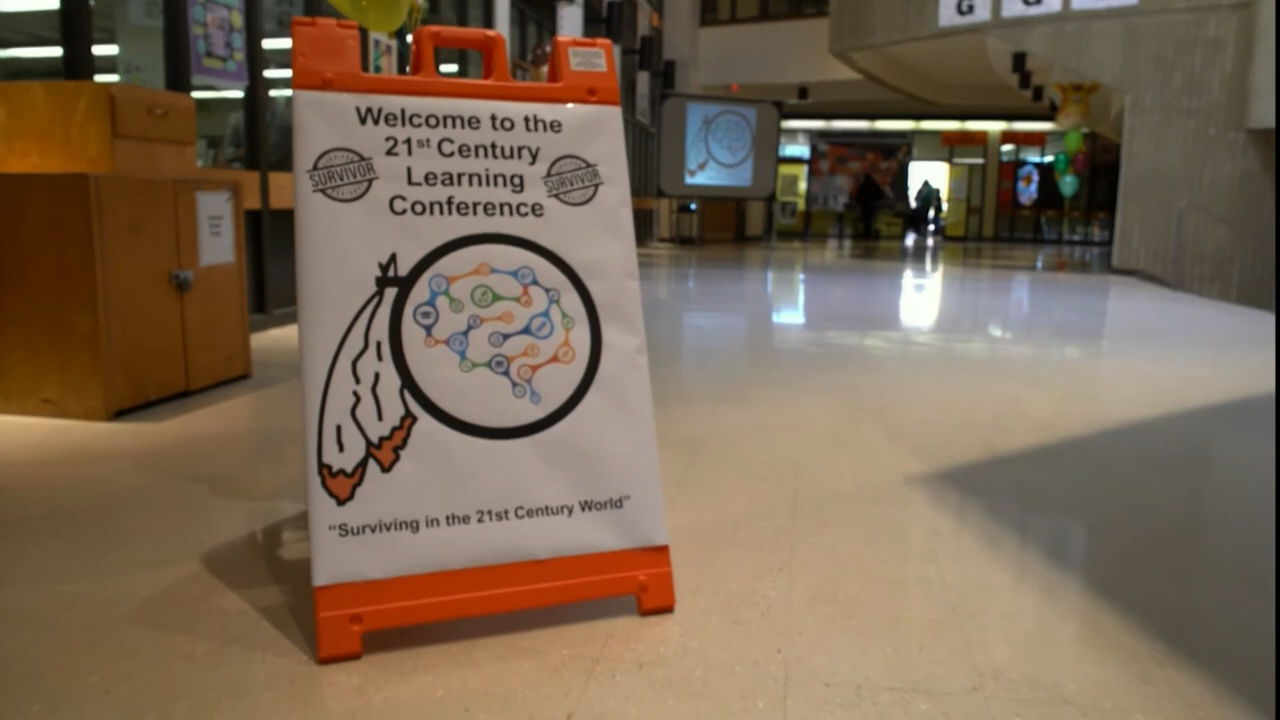 Welcome to the
21st Century
Learning
Conference
SURVIVOR
SURVIVOR
"Surviving in the 21st Century World"
G
G